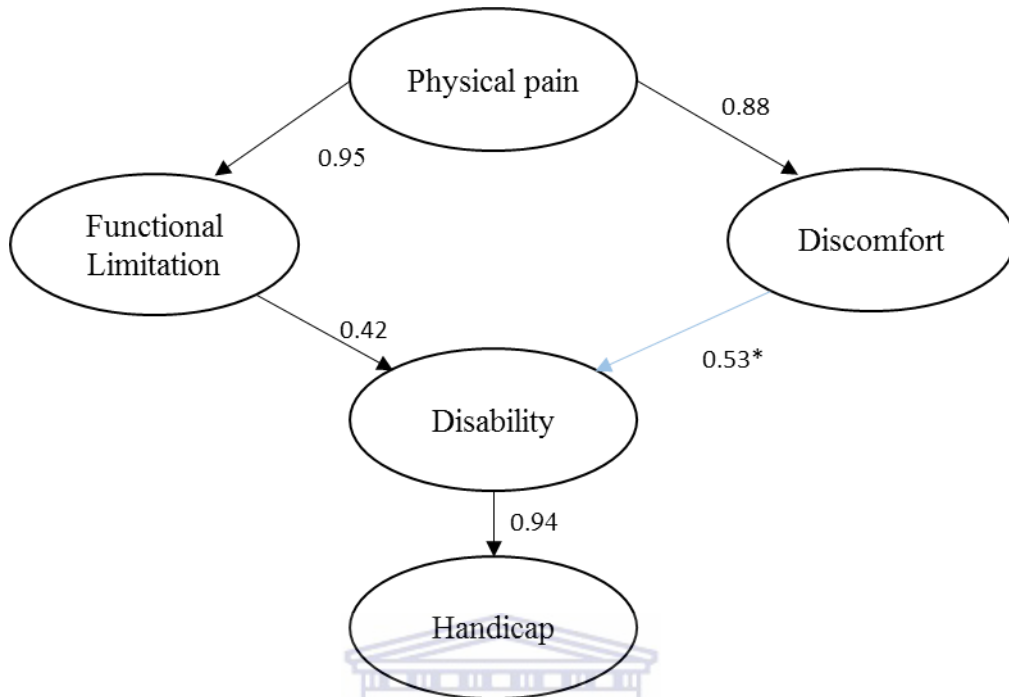 Physical pain
0.88
0.95
Functional
Limitation
Discomfort
0.42
0.53*
Disability
0.94
Handicap